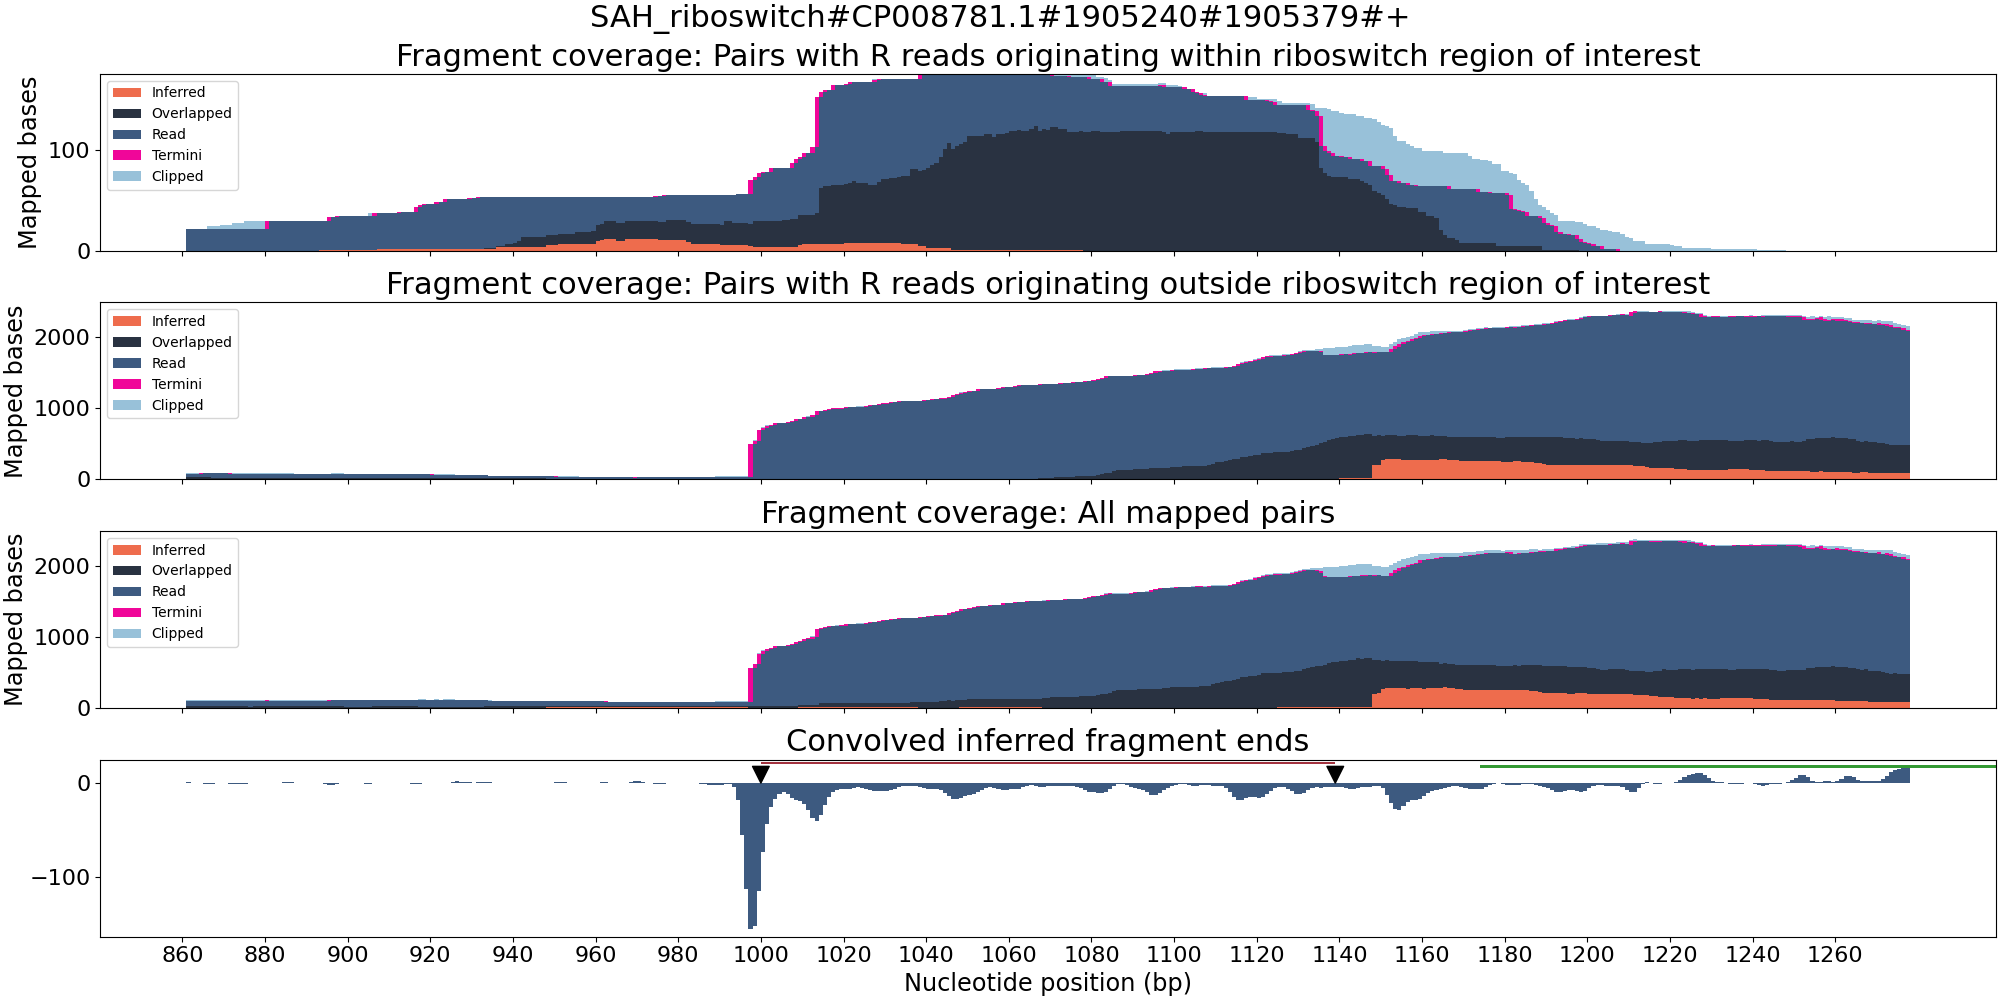 SAH_riboswitch#CP008781.1#1905240#1905379#+
Fragment coverage: Pairs with R reads originating within riboswitch region of interest
Mapped bases
100
0
Inferred
Overlapped
Read
Termini
Clipped
Fragment coverage: Pairs with R reads originating outside riboswitch region of interest
Mapped bases
2000
1000
0
Inferred
Overlapped
Read
Termini
Clipped
Fragment coverage: All mapped pairs
Mapped bases
2000
1000
0
Inferred
Overlapped
Read
Termini
Clipped
Convolved inferred fragment ends
0
−100
860 880 900 920 940 960 980 1000 1020 1040 1060 1080 1100 1120 1140 1160 1180 1200 1220 1240 1260
Nucleotide position (bp)